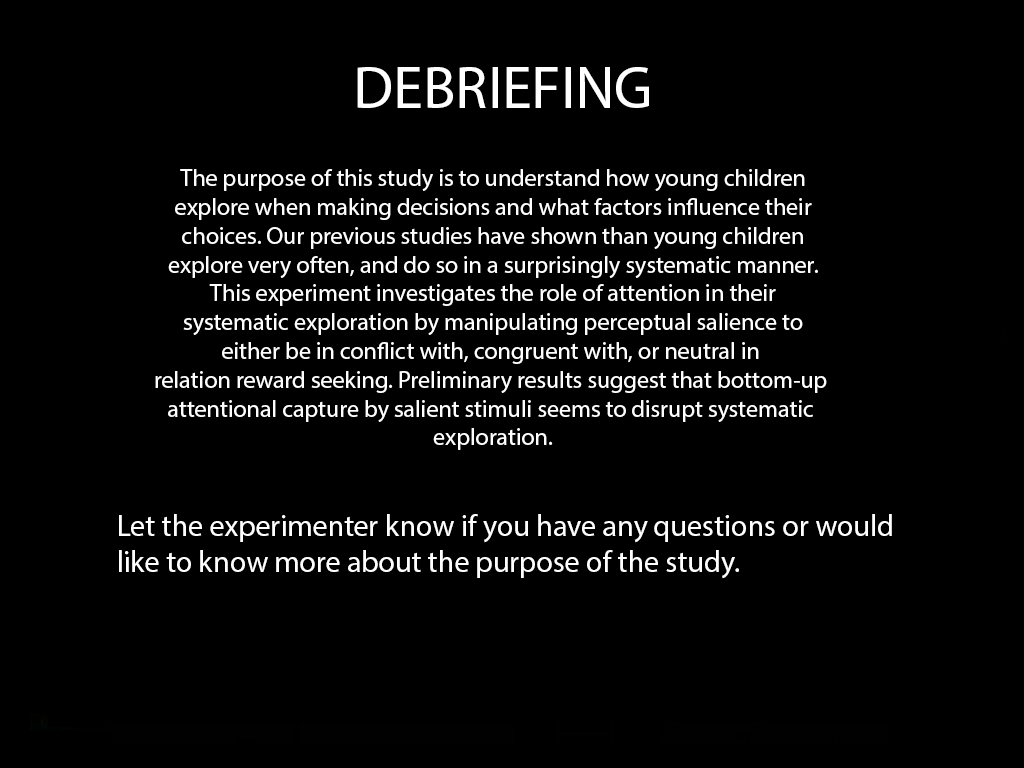 DEBRIEFING
The purpose of this study is to understand how young children
explore when making decisions and what factors influence their
choices. Our previous studies have shown than young children
explore very often, and do so in a surprisingly systematic manner.
This experiment investigates the role of attention in their
systematic exploration by manipulating perceptual salience to
either be in conflict with, congruent with, or neutral in
relation reward seeking. Preliminary results suggest that bottom-up
attentional capture by salient stimuli seems to disrupt systematic
exploration.
Let the experimenter know if you have any questions or would
like to know more about the purpose of the study.